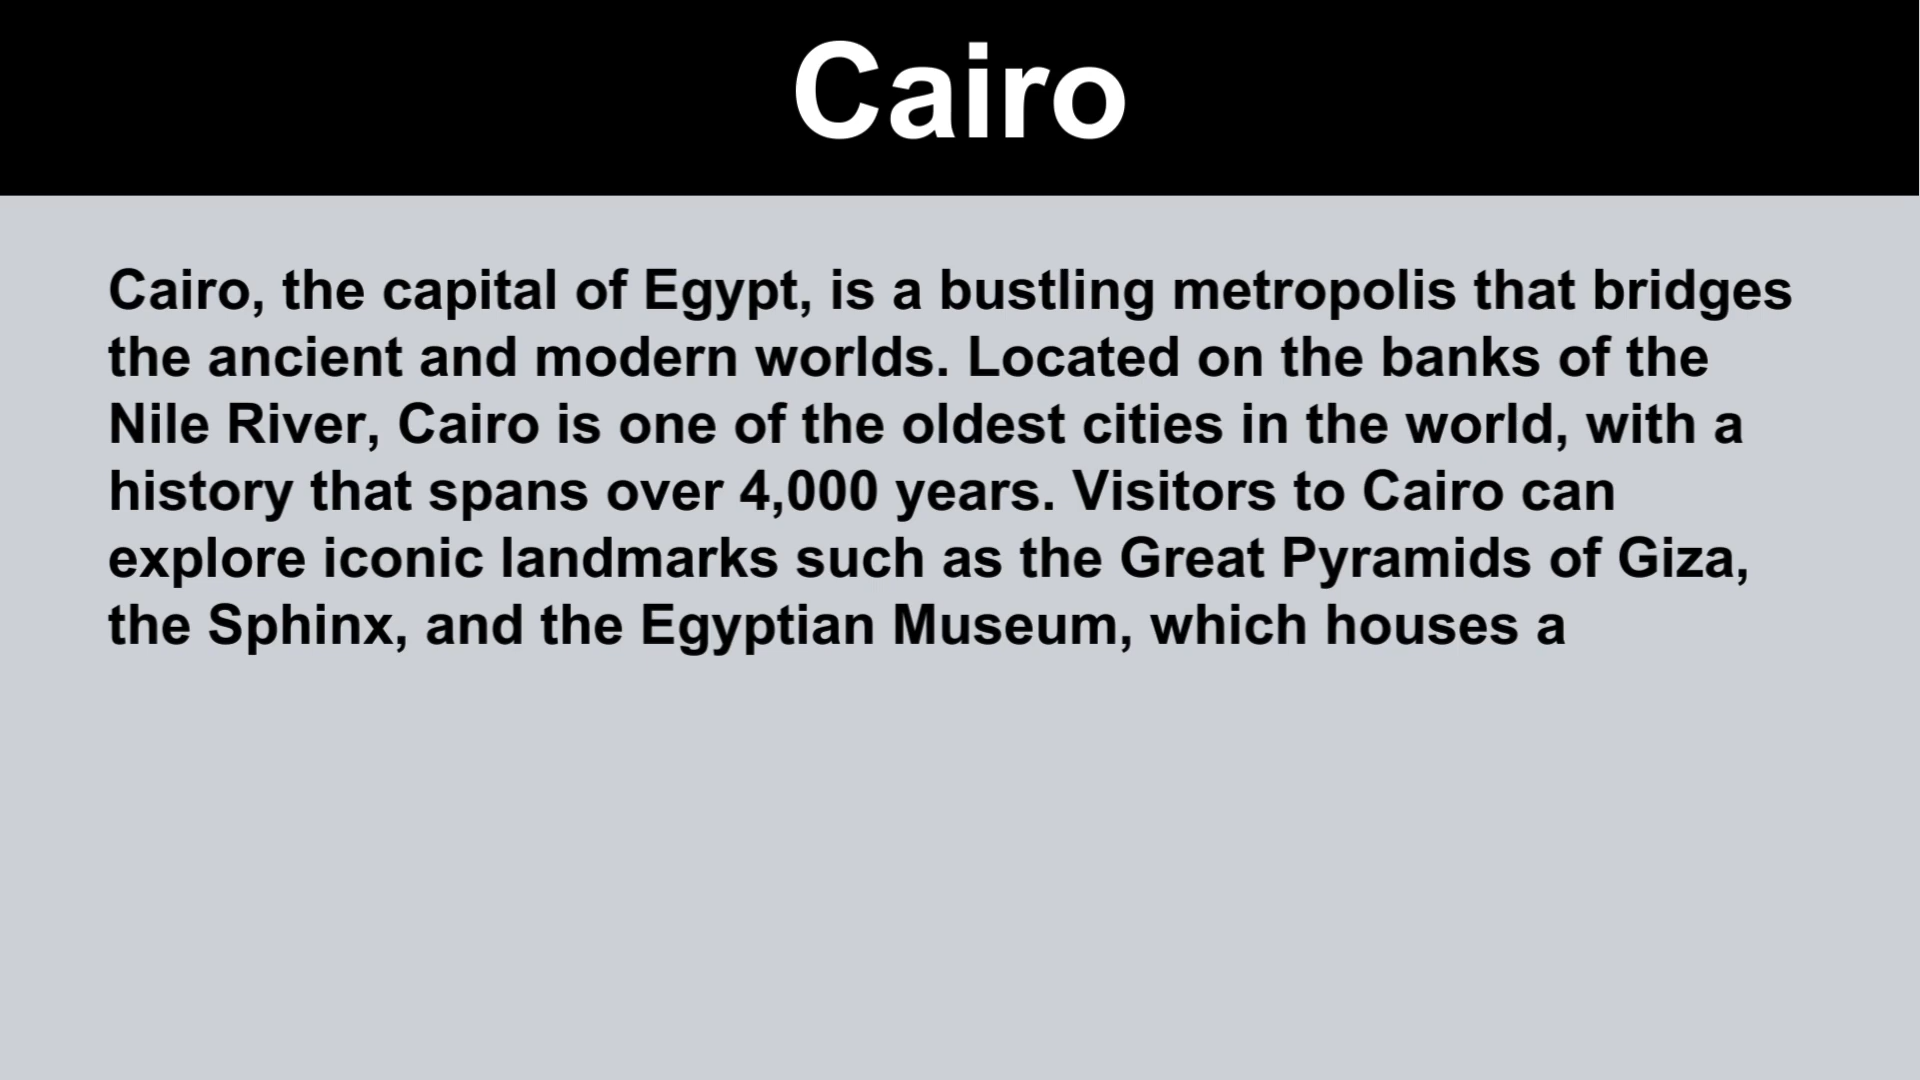 Cairo
Cairo, the capital of Egypt, is a bustling metropolis that bridges
the ancient and modern worlds. Located on the banks of the
Nile River, Cairo is one of the oldest cities in the world, with a
history that spans over 4,000 years. Visitors to Cairo can
explore iconic landmarks such as the Great Pyramids of Giza,
the Sphinx, and the Egyptian Museum, which houses a